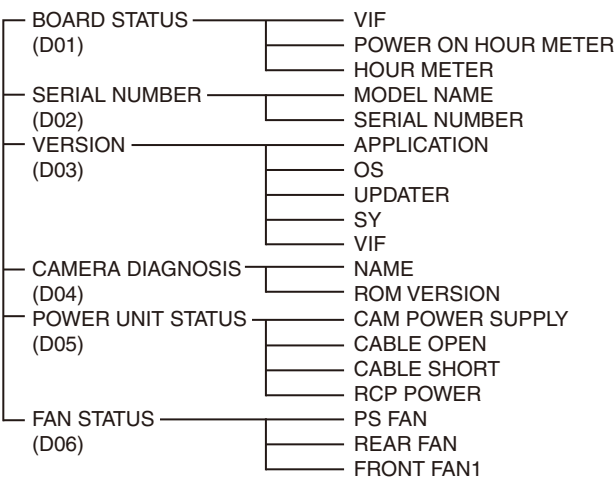 BOARD STATUS VIF
(D01) POWER ON HOUR METER
HOUR METER
SERIAL NUMBER MODEL NAME
(D02) SERIAL NUMBER
VERSION APPLICATION
(D03) OS
UPDATER
SY
VIF
CAMERA DIAGNOSIS NAME
(D04) ROM VERSION
POWER UNIT STATUS CAM POWER SUPPLY
(D05) CABLE OPEN
CABLE SHORT
RCP POWER
FAN STATUS PS FAN
(D06) REAR FAN
FRONT FAN1